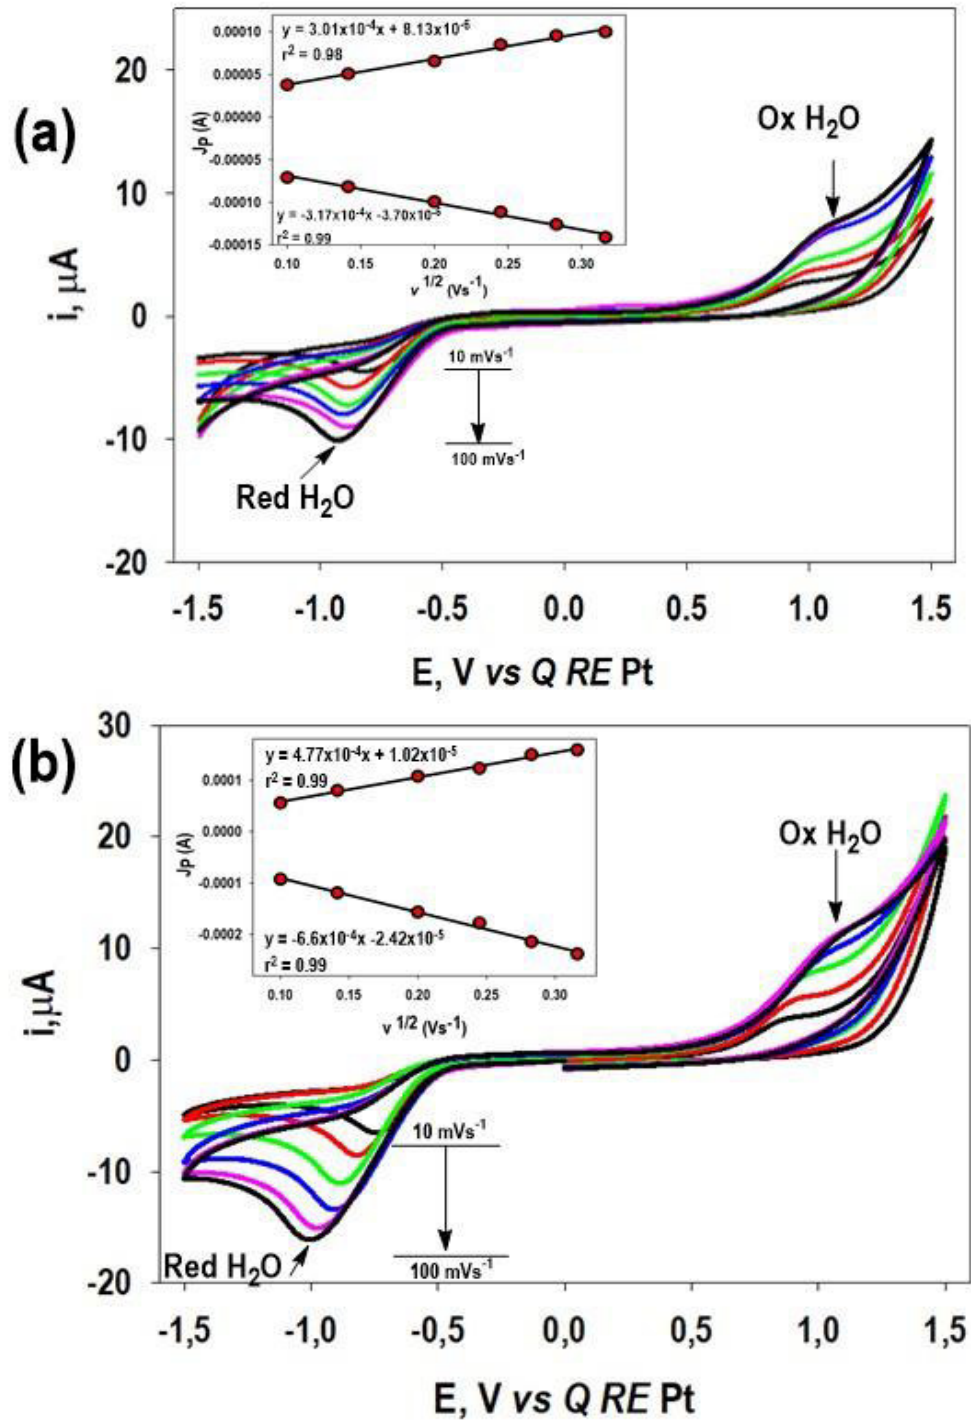 (a)
y = 3.01x10⁻⁴x + 8.13x10⁻⁶
r² = 0.98
0.00010
0.00005
0.00000
-0.00005
-0.00010
-0.00015
Jp (A)
y = -3.17x10⁻⁴x -3.70x10⁻⁶
r² = 0.99
0.10 0.15 0.20 0.25 0.30
v ¹ᐟ² (Vs⁻¹)
20
10
0
-10
-20
i, µA
Ox H₂O
10 mVs⁻¹
100 mVs⁻¹
Red H₂O
-1.5 -1.0 -0.5 0.0 0.5 1.0 1.5
E, V vs Q RE Pt
(b)
y = 4.77x10⁻⁴x + 1.02x10⁻⁵
r² = 0.99
0.0001
0.0000
-0.0001
-0.0002
Jp (A)
y = -6.6x10⁻⁴x -2.42x10⁻⁵
r² = 0.99
0.10 0.15 0.20 0.25 0.30
v ¹ᐟ² (Vs⁻¹)
30
20
10
0
-10
-20
i,µA
Ox H₂O
10 mVs⁻¹
100 mVs⁻¹
Red H₂O
-1,5 -1,0 -0,5 0,0 0,5 1,0 1,5
E, V vs Q RE Pt